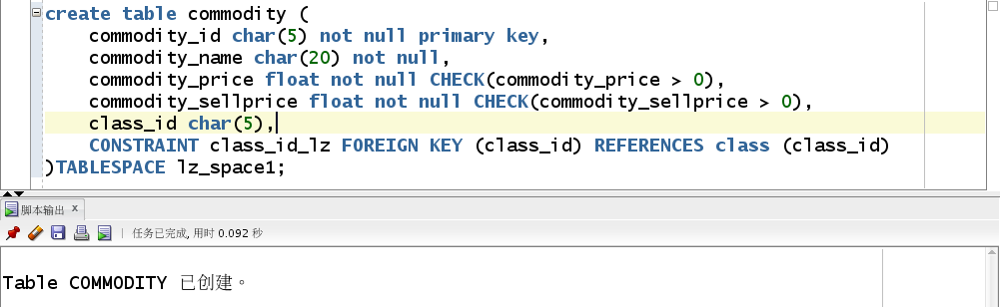 create table commodity (
    commodity_id char(5) not null primary key,
    commodity_name char(20) not null,
    commodity_price float not null CHECK(commodity_price > 0),
    commodity_sellprice float not null CHECK(commodity_sellprice > 0),
    class_id char(5),
    CONSTRAINT class_id_lz FOREIGN KEY (class_id) REFERENCES class (class_id)
)TABLESPACE lz_space1;
脚本输出 x
任务已完成, 用时 0.092 秒
Table COMMODITY 已创建。